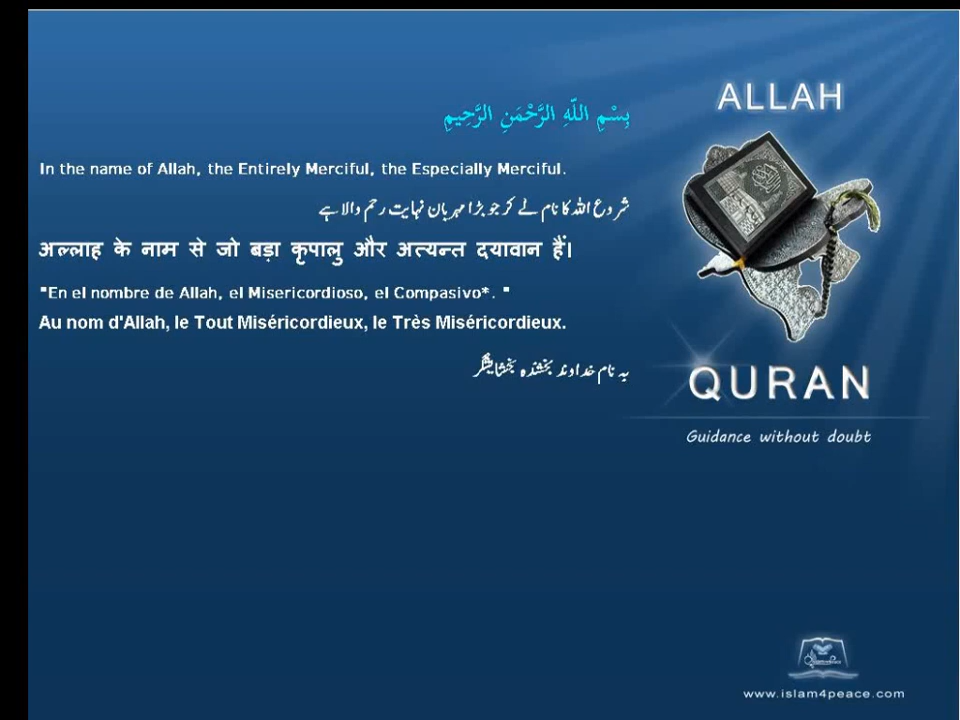 بِسْمِ اللّهِ الرَّحْمَنِ الرَّحِيمِ
In the name of Allah, the Entirely Merciful, the Especially Merciful.
شروع اللہ کا نام لے کر جو بڑا مہربان نہایت رحم والا ہے
अल्लाह के नाम से जो बड़ा कृपालु और अत्यन्त दयावान हैं।
"En el nombre de Allah, el Misericordioso, el Compasivo*. "
Au nom d'Allah, le Tout Miséricordieux, le Très Miséricordieux.
به نام خداوند بخشنده بخشایشگر
ALLAH
QURAN
Guidance without doubt
www.islam4peace.com